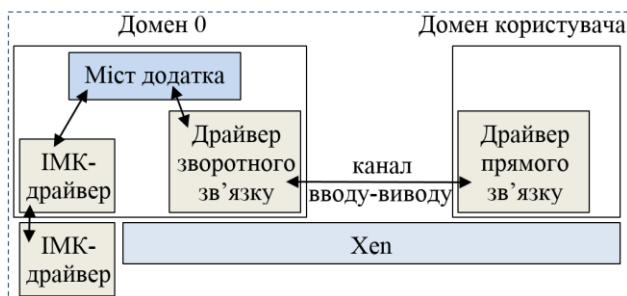 Домен 0
Домен користувача
Міст додатка
ІМК-
драйвер
Драйвер
зворотного
зв’язку
канал
вводу-виводу
Драйвер
прямого
зв’язку
ІМК-
драйвер
Xen